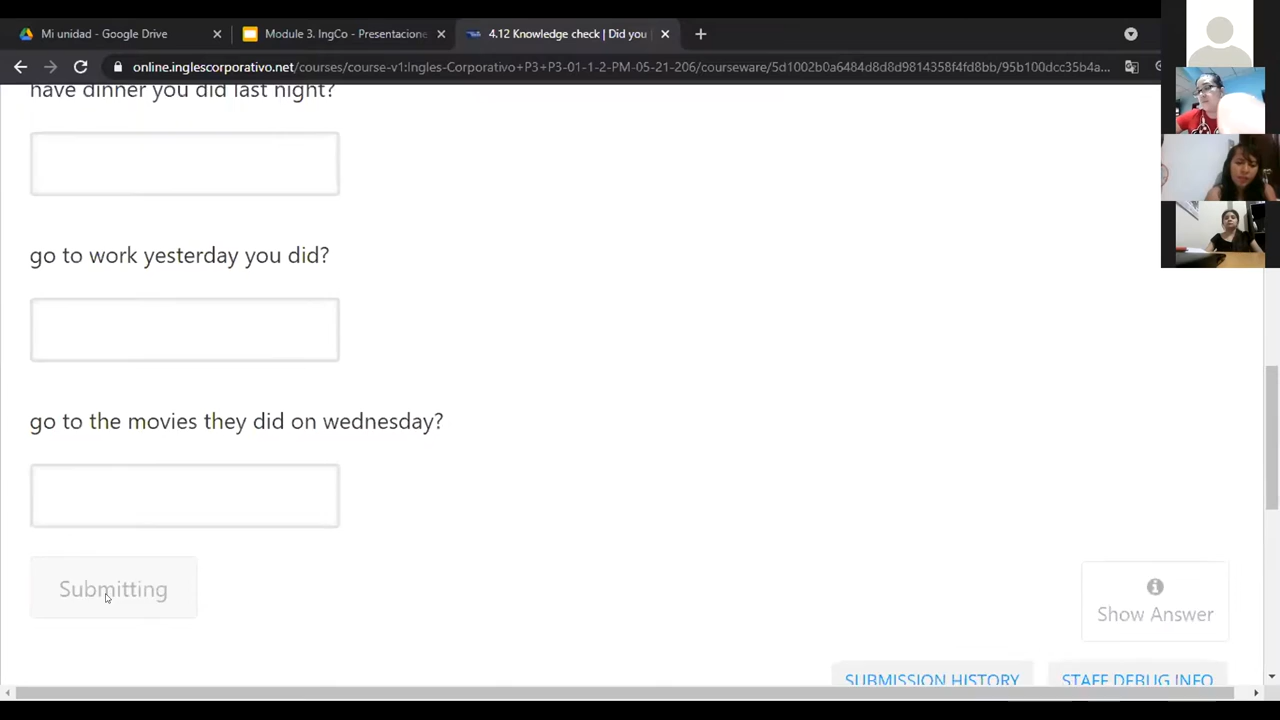 Mi unidad - Google Drive
Module 3. IngCo - Presentacione
4.12 Knowledge check | Did you
online.inglescorporativo.net/courses/course-v1:Ingles-Corporativo+P3+P3-01-1-2-PM-05-21-206/courseware/5d1002b0a6484d8d8d9814358f4fd8bb/95b100dcc35b4a...
have dinner you did last night?
go to work yesterday you did?
go to the movies they did on wednesday?
Submitting
Show Answer
SUBMISSION HISTORY
STAFF DEBUG INFO